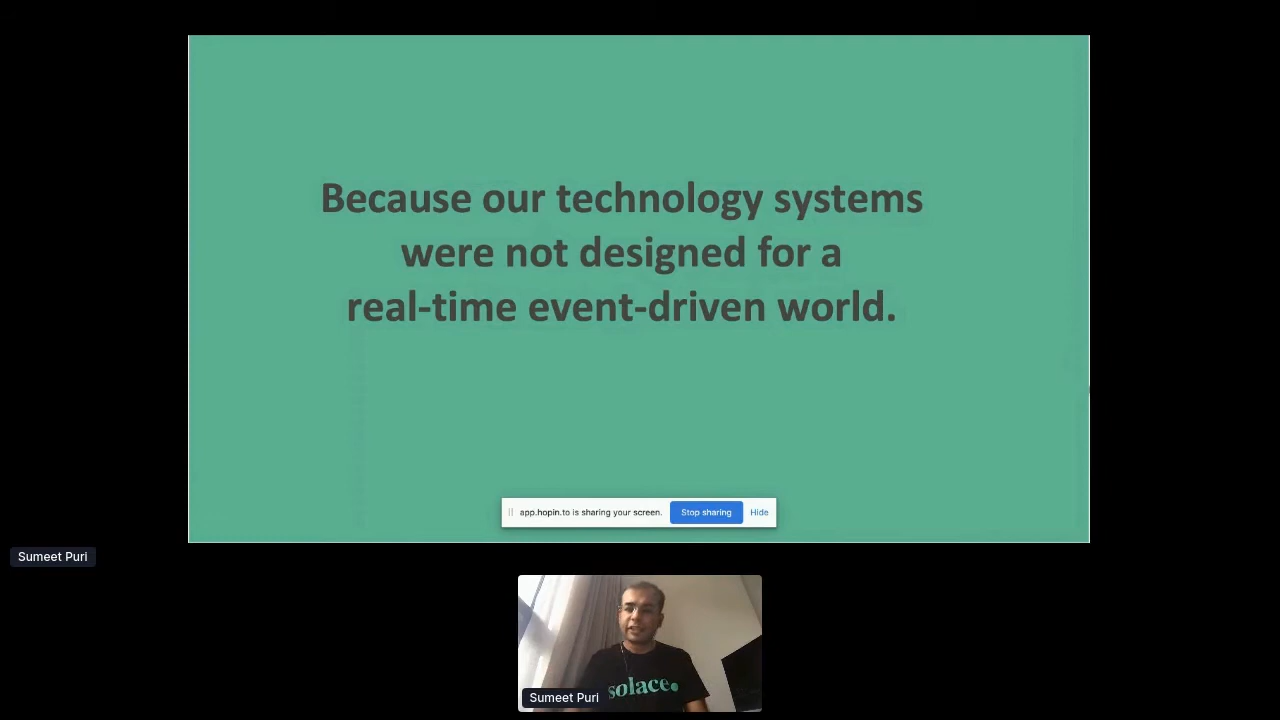 Because our technology systems
were not designed for a
real-time event-driven world.
app.hopin.to is sharing your screen.
Stop sharing
Hide
Sumeet Puri
solace.
Sumeet Puri